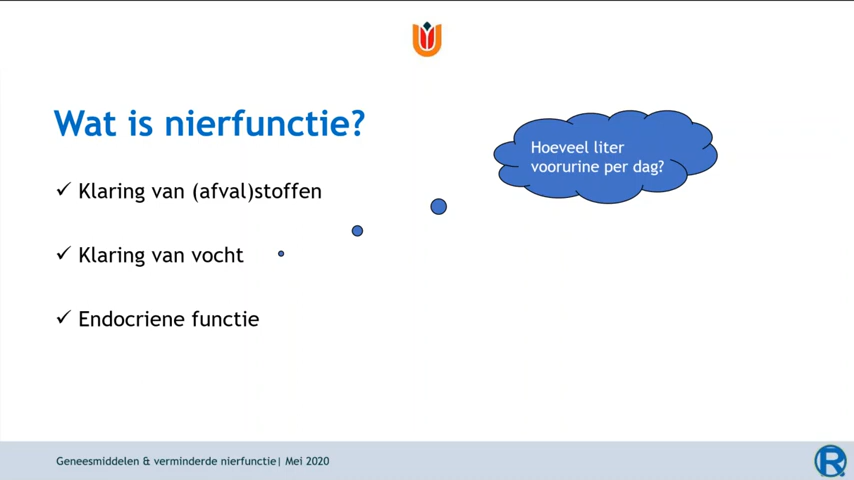 Wat is nierfunctie?
Hoeveel liter
voorurine per dag?
✓ Klaring van (afval)stoffen
✓ Klaring van vocht
✓ Endocriene functie
Geneesmiddelen & verminderde nierfunctie| Mei 2020
R